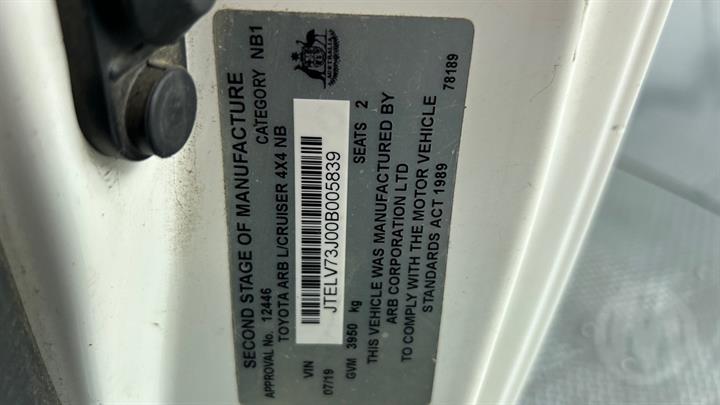 SECOND STAGE OF MANUFACTURE
APPROVAL No. 12446 CATEGORY NB1
TOYOTA ARB L/CRUISER 4X4 NB
AUSTRALIA
VIN JTELV73J00B005839
07/19 SEATS 2
GVM 3950 kg
THIS VEHICLE WAS MANUFACTURED BY
ARB CORPORATION LTD
TO COMPLY WITH THE MOTOR VEHICLE
STANDARDS ACT 1989
78189